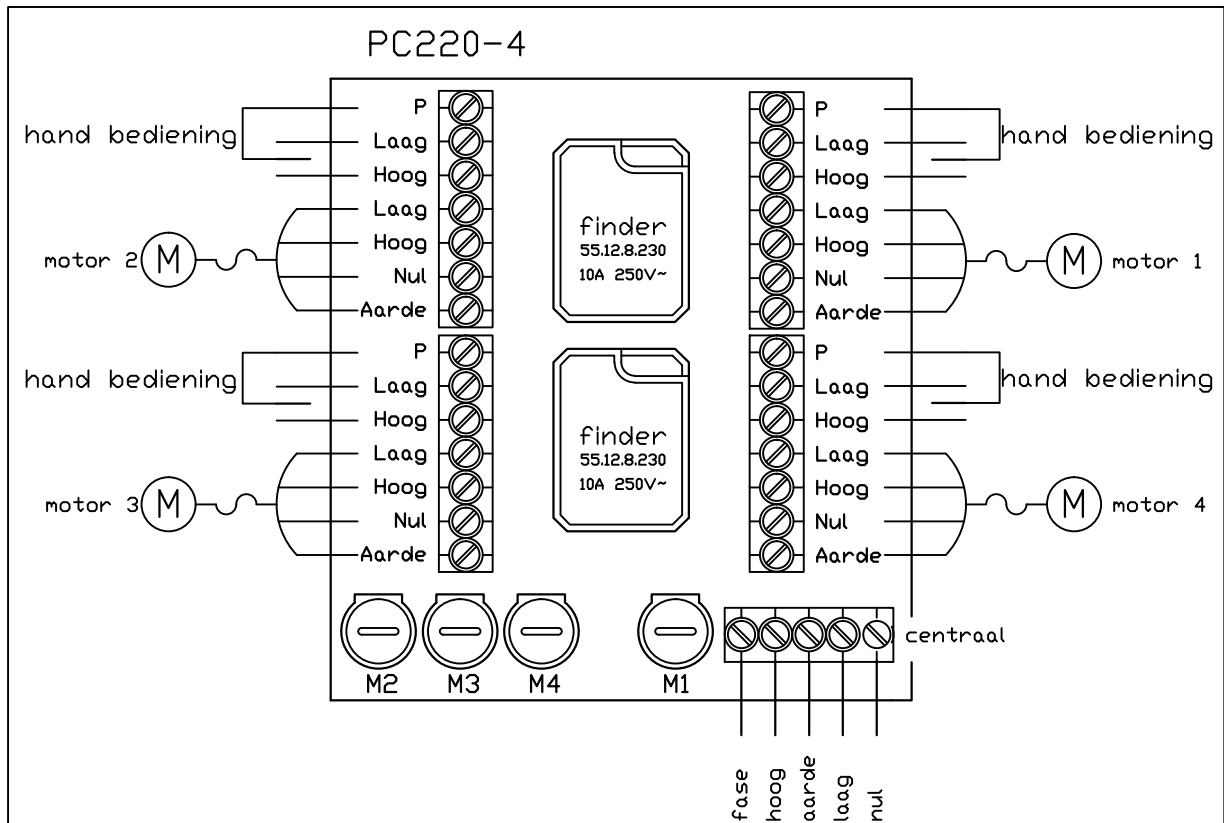 PC220-4
hand bediening
P
Laag
Hoog
motor 2
M
Laag
Hoog
Nul
Aarde
hand bediening
P
Laag
Hoog
motor 3
M
Laag
Hoog
Nul
Aarde
finder
55.12.8.230
10A 250V~
finder
55.12.8.230
10A 250V~
P
Laag
Hoog
hand bediening
Laag
Hoog
Nul
Aarde
M
motor 1
P
Laag
Hoog
hand bediening
Laag
Hoog
Nul
Aarde
M
motor 4
M2
M3
M4
M1
centraal
fase
hoog
aarde
laag
nul